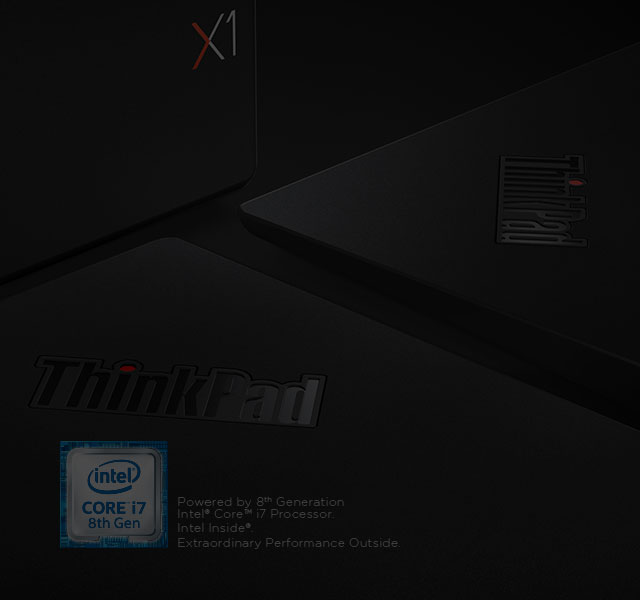 X1
ThinkPad
ThinkPad
intel
CORE i7
8th Gen
Powered by 8th Generation
Intel® Core™ i7 Processor.
Intel Inside®.
Extraordinary Performance Outside.